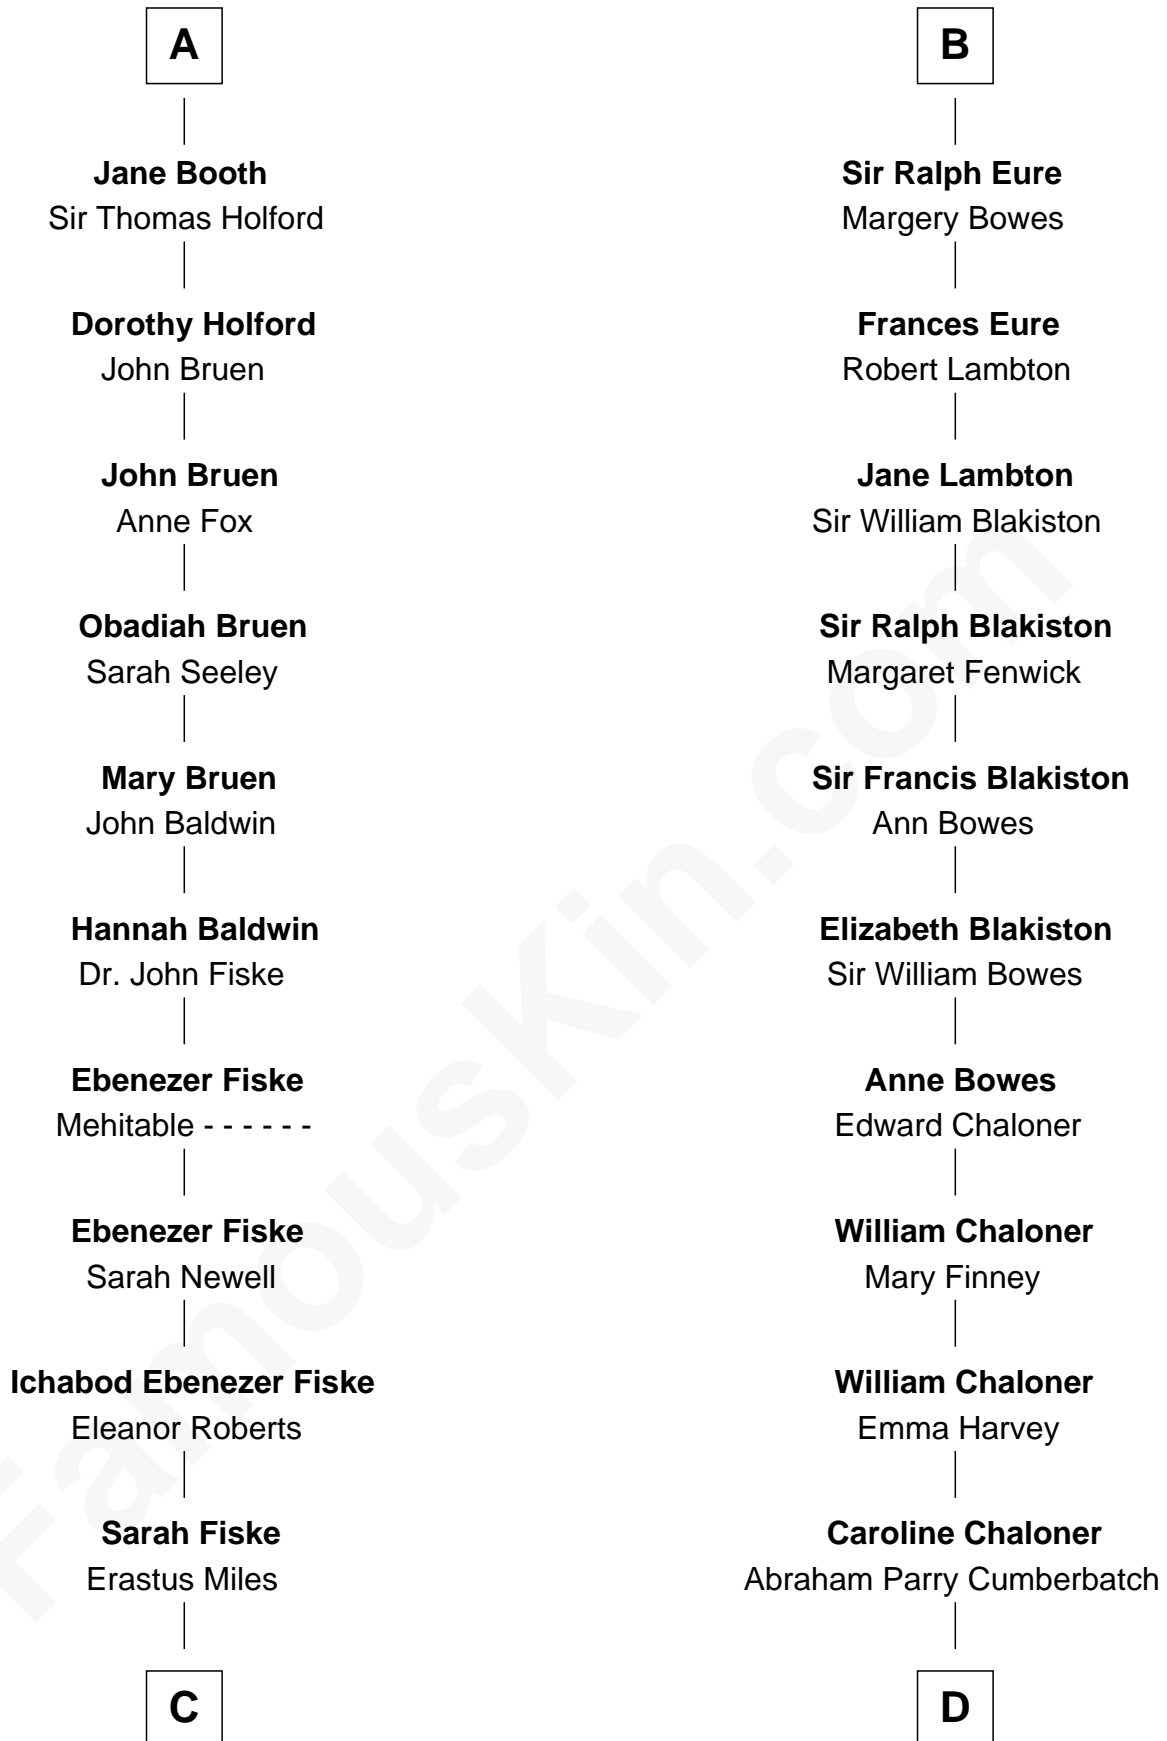 A
Jane Booth
Sir Thomas Holford
Dorothy Holford
John Bruen
John Bruen
Anne Fox
Obadiah Bruen
Sarah Seeley
Mary Bruen
John Baldwin
Hannah Baldwin
Dr. John Fiske
Ebenezer Fiske
Mehitable - - - - - -
Ebenezer Fiske
Sarah Newell
Ichabod Ebenezer Fiske
Eleanor Roberts
Sarah Fiske
Erastus Miles
C
B
Sir Ralph Eure
Margery Bowes
Frances Eure
Robert Lambton
Jane Lambton
Sir William Blakiston
Sir Ralph Blakiston
Margaret Fenwick
Sir Francis Blakiston
Ann Bowes
Elizabeth Blakiston
Sir William Bowes
Anne Bowes
Edward Chaloner
William Chaloner
Mary Finney
William Chaloner
Emma Harvey
Caroline Chaloner
Abraham Parry Cumberbatch
D
FamousKin.com